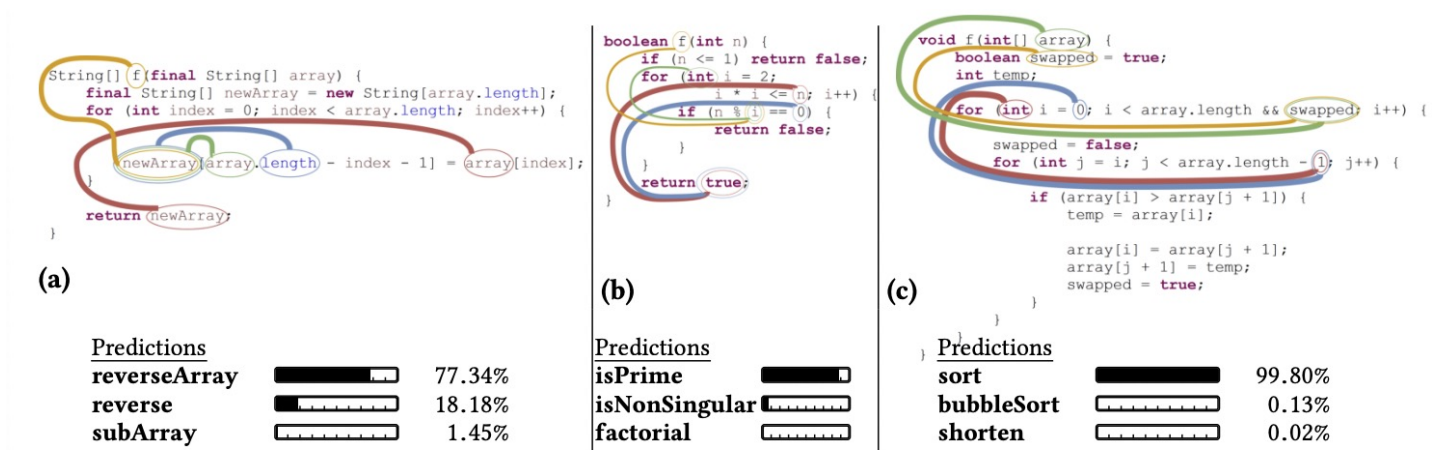 String[] f(final String[] array) {
final String[] newArray = new String[array.length];
for (int index = 0; index < array.length; index++) {
newArray[array.length - index - 1] = array[index];
}
return newArray;
}
(a)
Predictions
reverseArray 77.34%
reverse 18.18%
subArray 1.45%
boolean f(int n) {
if (n <= 1) return false;
for (int i = 2;
i * i <= n; i++) {
if (n % i == 0) {
return false;
}
}
return true;
}
(b)
Predictions
isPrime
isNonSingular
factorial
void f(int[] array) {
boolean swapped = true;
int temp;
for (int i = 0; i < array.length && swapped; i++) {
swapped = false;
for (int j = i; j < array.length - 1; j++) {
if (array[i] > array[j + 1]) {
temp = array[i];
array[i] = array[j + 1];
array[j + 1] = temp;
swapped = true;
}
}
}
}
(c)
Predictions
sort 99.80%
bubbleSort 0.13%
shorten 0.02%